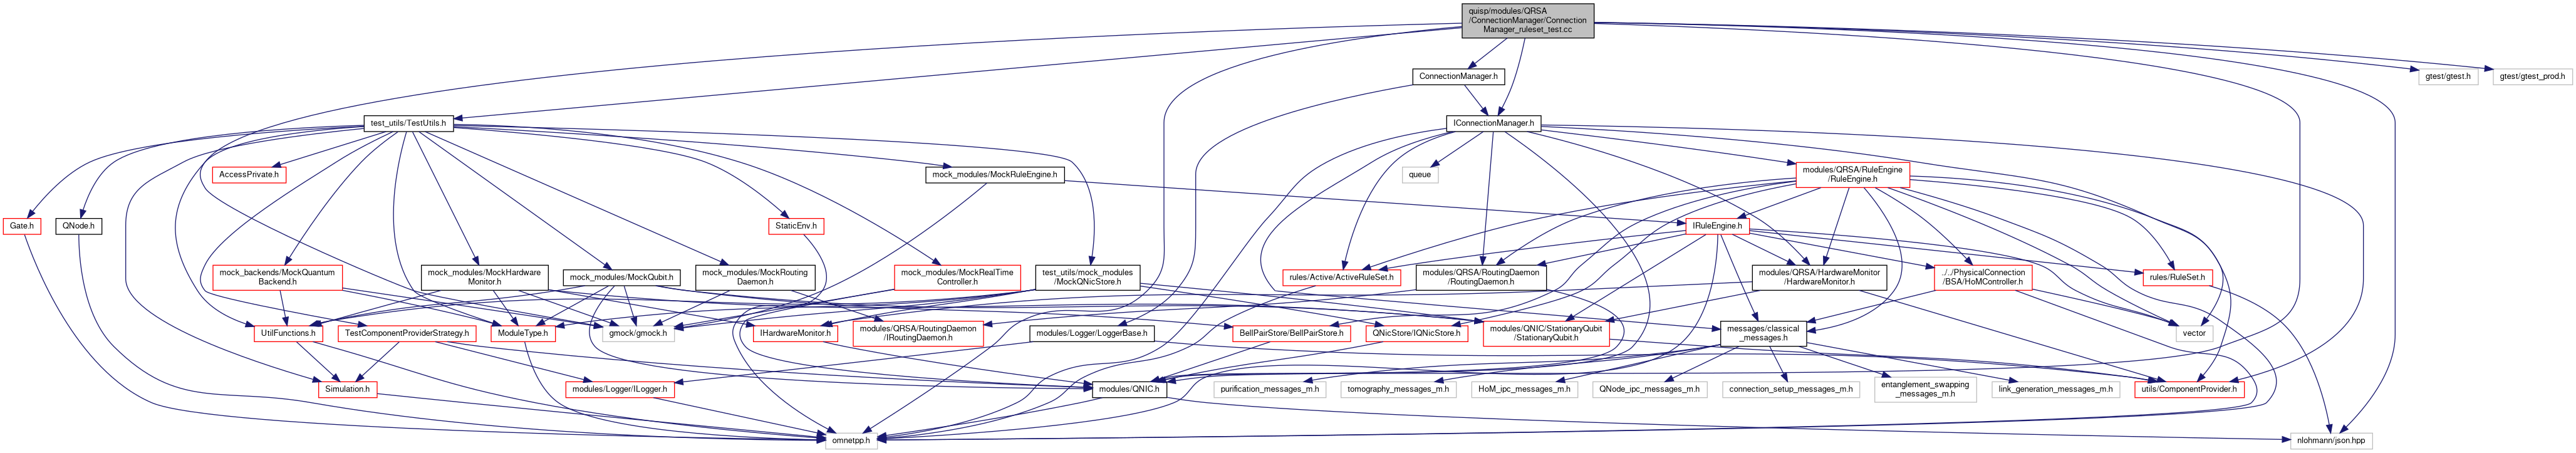 quisp/modules/QRSA
/ConnectionManager/Connection
Manager_ruleset_test.cc
ConnectionManager.h
gtest/gtest.h
gtest/gtest_prod.h
test_utils/TestUtils.h
IConnectionManager.h
AccessPrivate.h
mock_modules/MockRuleEngine.h
queue
modules/QRSA/RuleEngine
/RuleEngine.h
Gate.h
QNode.h
StaticEnv.h
IRuleEngine.h
mock_backends/MockQuantum
Backend.h
mock_modules/MockHardware
Monitor.h
mock_modules/MockQubit.h
mock_modules/MockRouting
Daemon.h
mock_modules/MockRealTime
Controller.h
test_utils/mock_modules
/MockQNicStore.h
rules/Active/ActiveRuleSet.h
modules/QRSA/RoutingDaemon
/RoutingDaemon.h
modules/QRSA/HardwareMonitor
/HardwareMonitor.h
./../PhysicalConnection
/BSA/HoMController.h
rules/RuleSet.h
UtilFunctions.h
TestComponentProviderStrategy.h
ModuleType.h
gmock/gmock.h
IHardwareMonitor.h
modules/QRSA/RoutingDaemon
/IRoutingDaemon.h
modules/Logger/LoggerBase.h
BellPairStore/BellPairStore.h
QNicStore/IQNicStore.h
modules/QNIC/StationaryQubit
/StationaryQubit.h
messages/classical
_messages.h
vector
Simulation.h
modules/Logger/ILogger.h
modules/QNIC.h
purification_messages_m.h
tomography_messages_m.h
HoM_ipc_messages_m.h
QNode_ipc_messages_m.h
connection_setup_messages_m.h
entanglement_swapping
_messages_m.h
link_generation_messages_m.h
utils/ComponentProvider.h
omnetpp.h
nlohmann/json.hpp